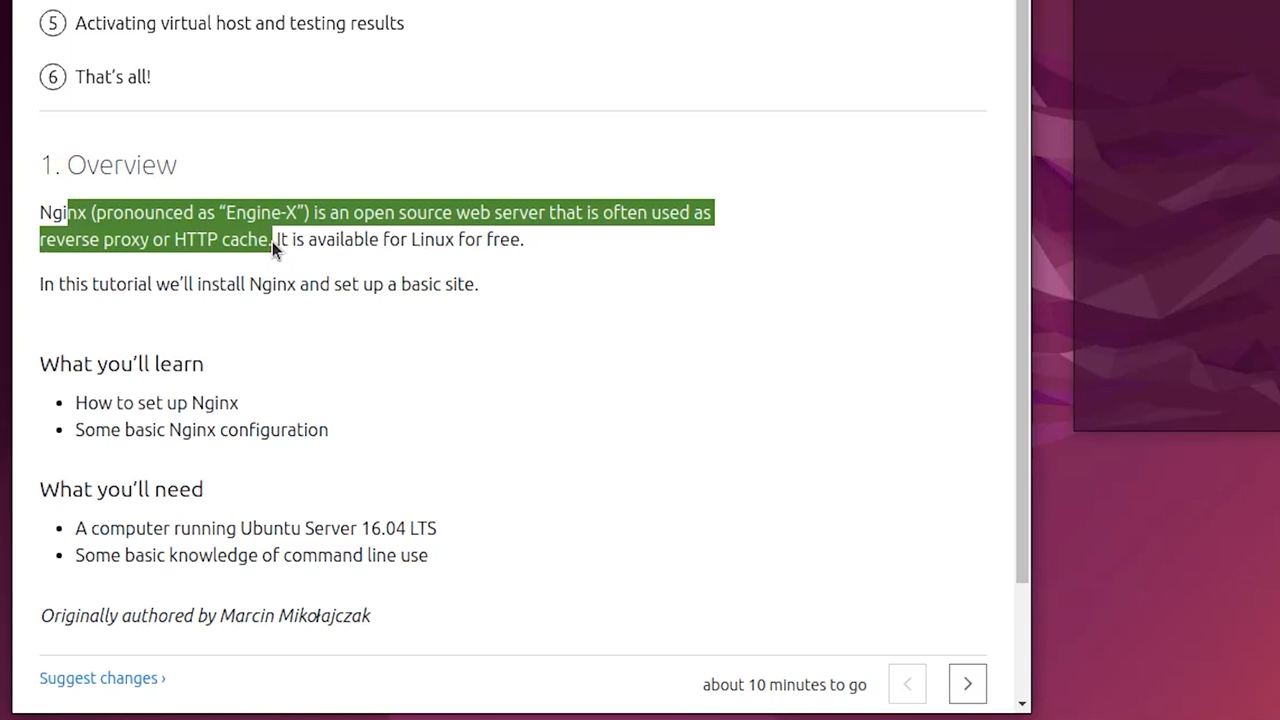 5 Activating virtual host and testing results
6 That’s all!
1. Overview
Nginx (pronounced as “Engine-X”) is an open source web server that is often used as
reverse proxy or HTTP cache. It is available for Linux for free.
In this tutorial we’ll install Nginx and set up a basic site.
What you’ll learn
• How to set up Nginx
• Some basic Nginx configuration
What you’ll need
• A computer running Ubuntu Server 16.04 LTS
• Some basic knowledge of command line use
Originally authored by Marcin Mikołajczak
Suggest changes ›
about 10 minutes to go